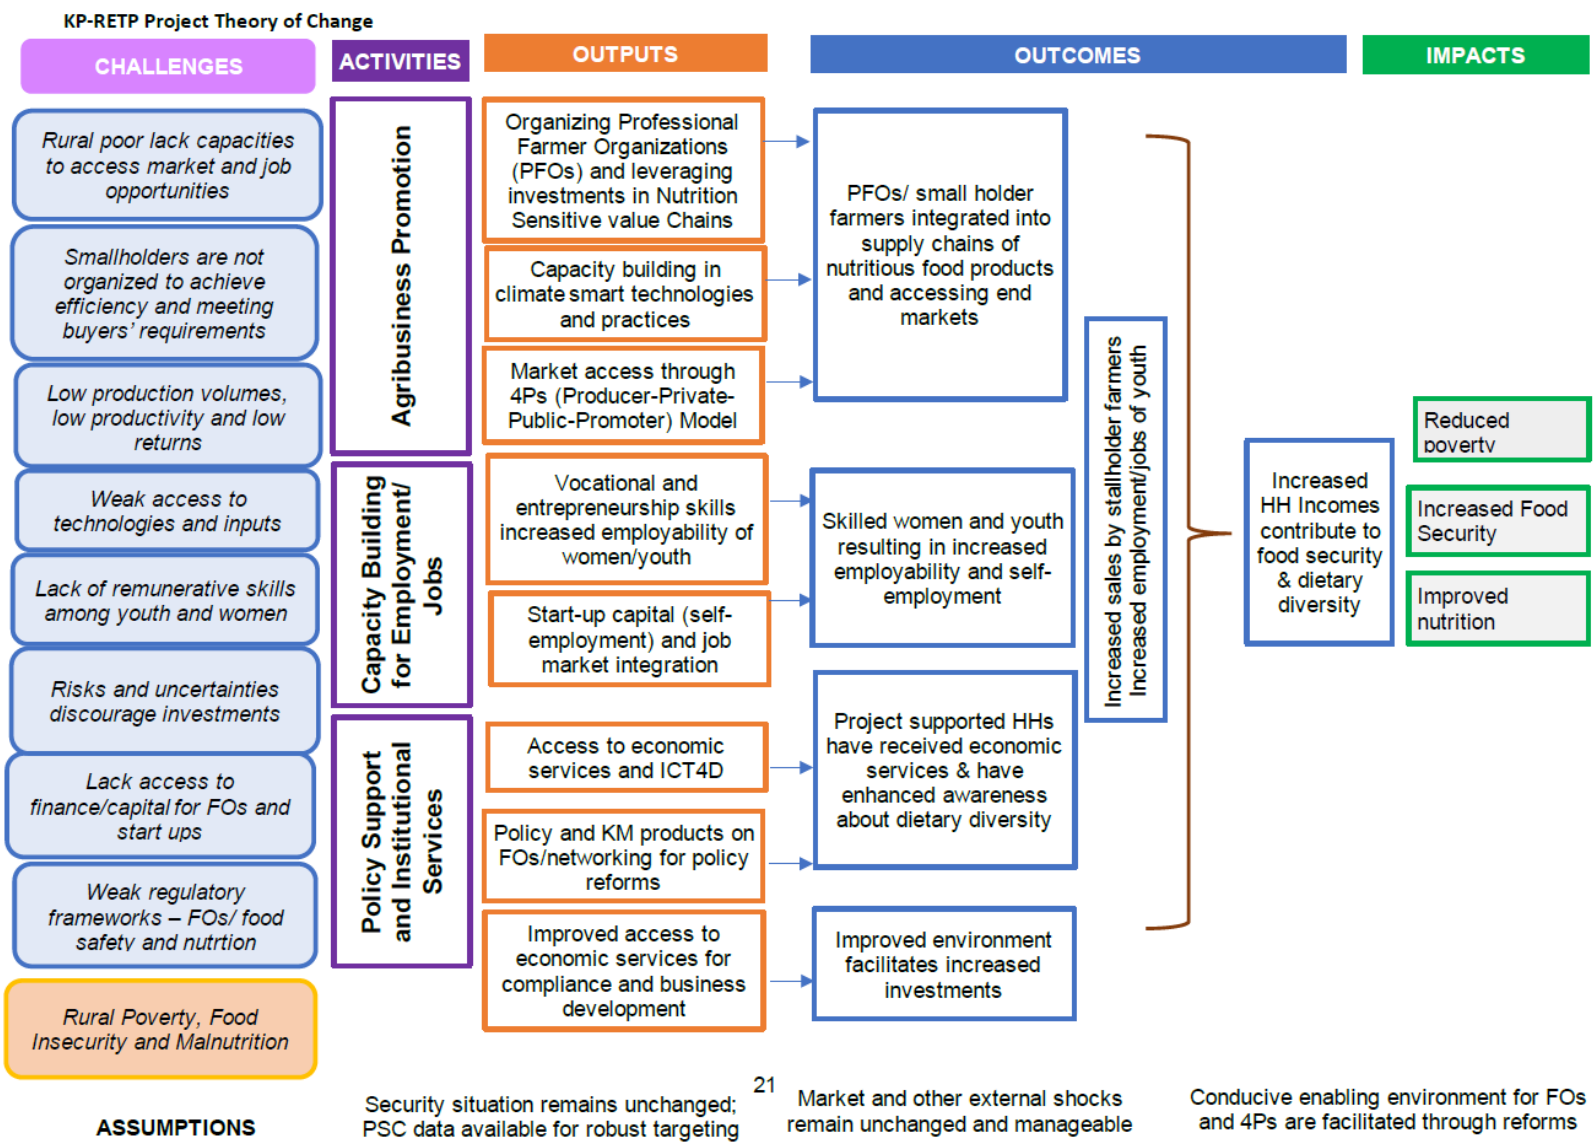 KP-RETP Project Theory of Change
CHALLENGES
ACTIVITIES
OUTPUTS
OUTCOMES
IMPACTS
Rural poor lack capacities
to access market and job
opportunities
Smallholders are not
organized to achieve
efficiency and meeting
buyers’ requirements
Low production volumes,
low productivity and low
returns
Weak access to
technologies and inputs
Lack of remunerative skills
among youth and women
Risks and uncertainties
discourage investments
Lack access to
finance/capital for FOs and
start ups
Weak regulatory
frameworks – FOs/ food
safety and nutrtion
Rural Poverty, Food
Insecurity and Malnutrition
Agribusiness Promotion
Capacity Building
for Employment/
Jobs
Policy Support
and Institutional
Services
Organizing Professional
Farmer Organizations
(PFOs) and leveraging
investments in Nutrition
Sensitive value Chains
Capacity building in
climate smart technologies
and practices
Market access through
4Ps (Producer-Private-
Public-Promoter) Model
Vocational and
entrepreneurship skills
increased employability of
women/youth
Start-up capital (self-
employment) and job
market integration
Access to economic
services and ICT4D
Policy and KM products on
FOs/networking for policy
reforms
Improved access to
economic services for
compliance and business
development
PFOs/ small holder
farmers integrated into
supply chains of
nutritious food products
and accessing end
markets
Skilled women and youth
resulting in increased
employability and self-
employment
Project supported HHs
have received economic
services & have
enhanced awareness
about dietary diversity
Improved environment
facilitates increased
investments
Increased sales by stallholder farmers
Increased employment/jobs of youth
Increased
HH Incomes
contribute to
food security
& dietary
diversity
Reduced
poverty
Increased Food
Security
Improved
nutrition
21
ASSUMPTIONS
Security situation remains unchanged;
PSC data available for robust targeting
Market and other external shocks
remain unchanged and manageable
Conducive enabling environment for FOs
and 4Ps are facilitated through reforms